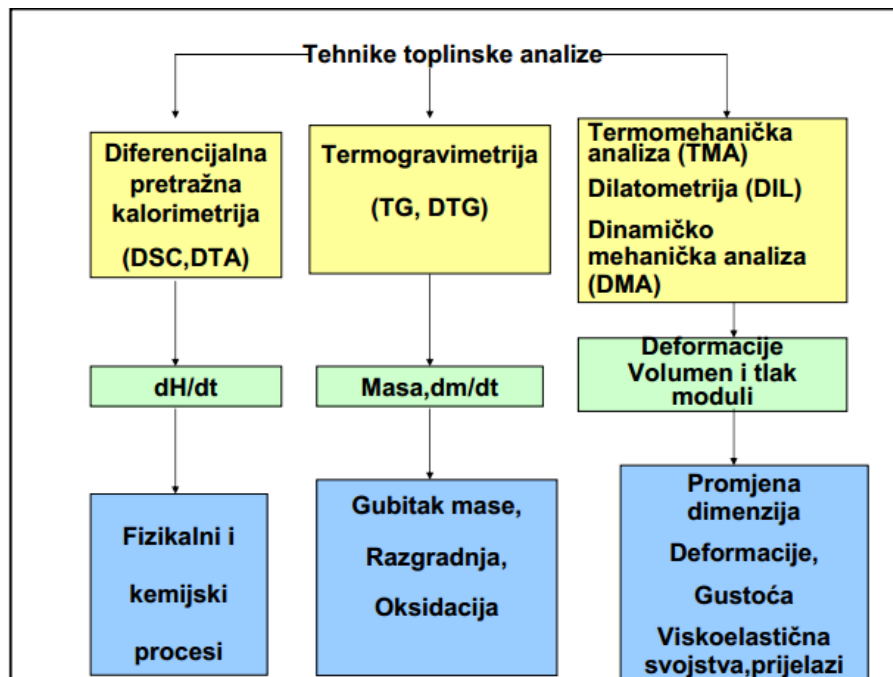 Tehnike toplinske analize
Diferencijalna
pretražna
kalorimetrija
(DSC,DTA)
Termogravimetrija
(TG, DTG)
Termomehanička
analiza (TMA)
Dilatometrija (DIL)
Dinamičko
mehanička analiza
(DMA)
dH/dt
Masa,dm/dt
Deformacije
Volumen i tlak
moduli
Fizikalni i
kemijski
procesi
Gubitak mase,
Razgradnja,
Oksidacija
Promjena
dimenzija
Deformacije,
Gustoća
Viskoelastična
svojstva,prijelazi